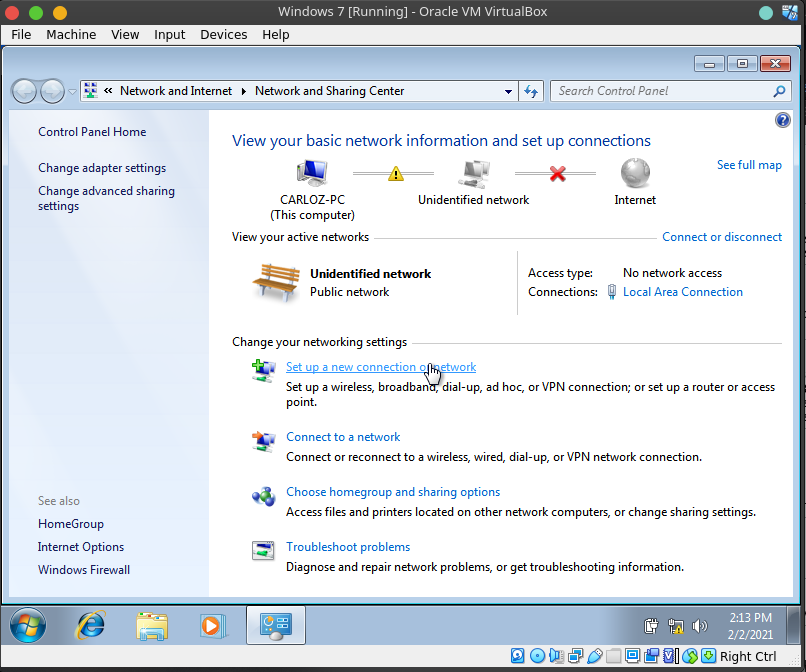 Windows 7 [Running] - Oracle VM VirtualBox
File Machine View Input Devices Help
« Network and Internet Network and Sharing Center
Search Control Panel
Control Panel Home
Change adapter settings
Change advanced sharing
settings
View your basic network information and set up connections
See full map
CARLOZ-PC
(This computer)
Unidentified network
Internet
View your active networks
Connect or disconnect
Unidentified network
Public network
Access type: No network access
Connections: Local Area Connection
Change your networking settings
Set up a new connection or network
Set up a wireless, broadband, dial-up, ad hoc, or VPN connection; or set up a router or access
point.
Connect to a network
Connect or reconnect to a wireless, wired, dial-up, or VPN network connection.
Choose homegroup and sharing options
Access files and printers located on other network computers, or change sharing settings.
Troubleshoot problems
Diagnose and repair network problems, or get troubleshooting information.
See also
HomeGroup
Internet Options
Windows Firewall
2:13 PM
2/2/2021
Right Ctrl